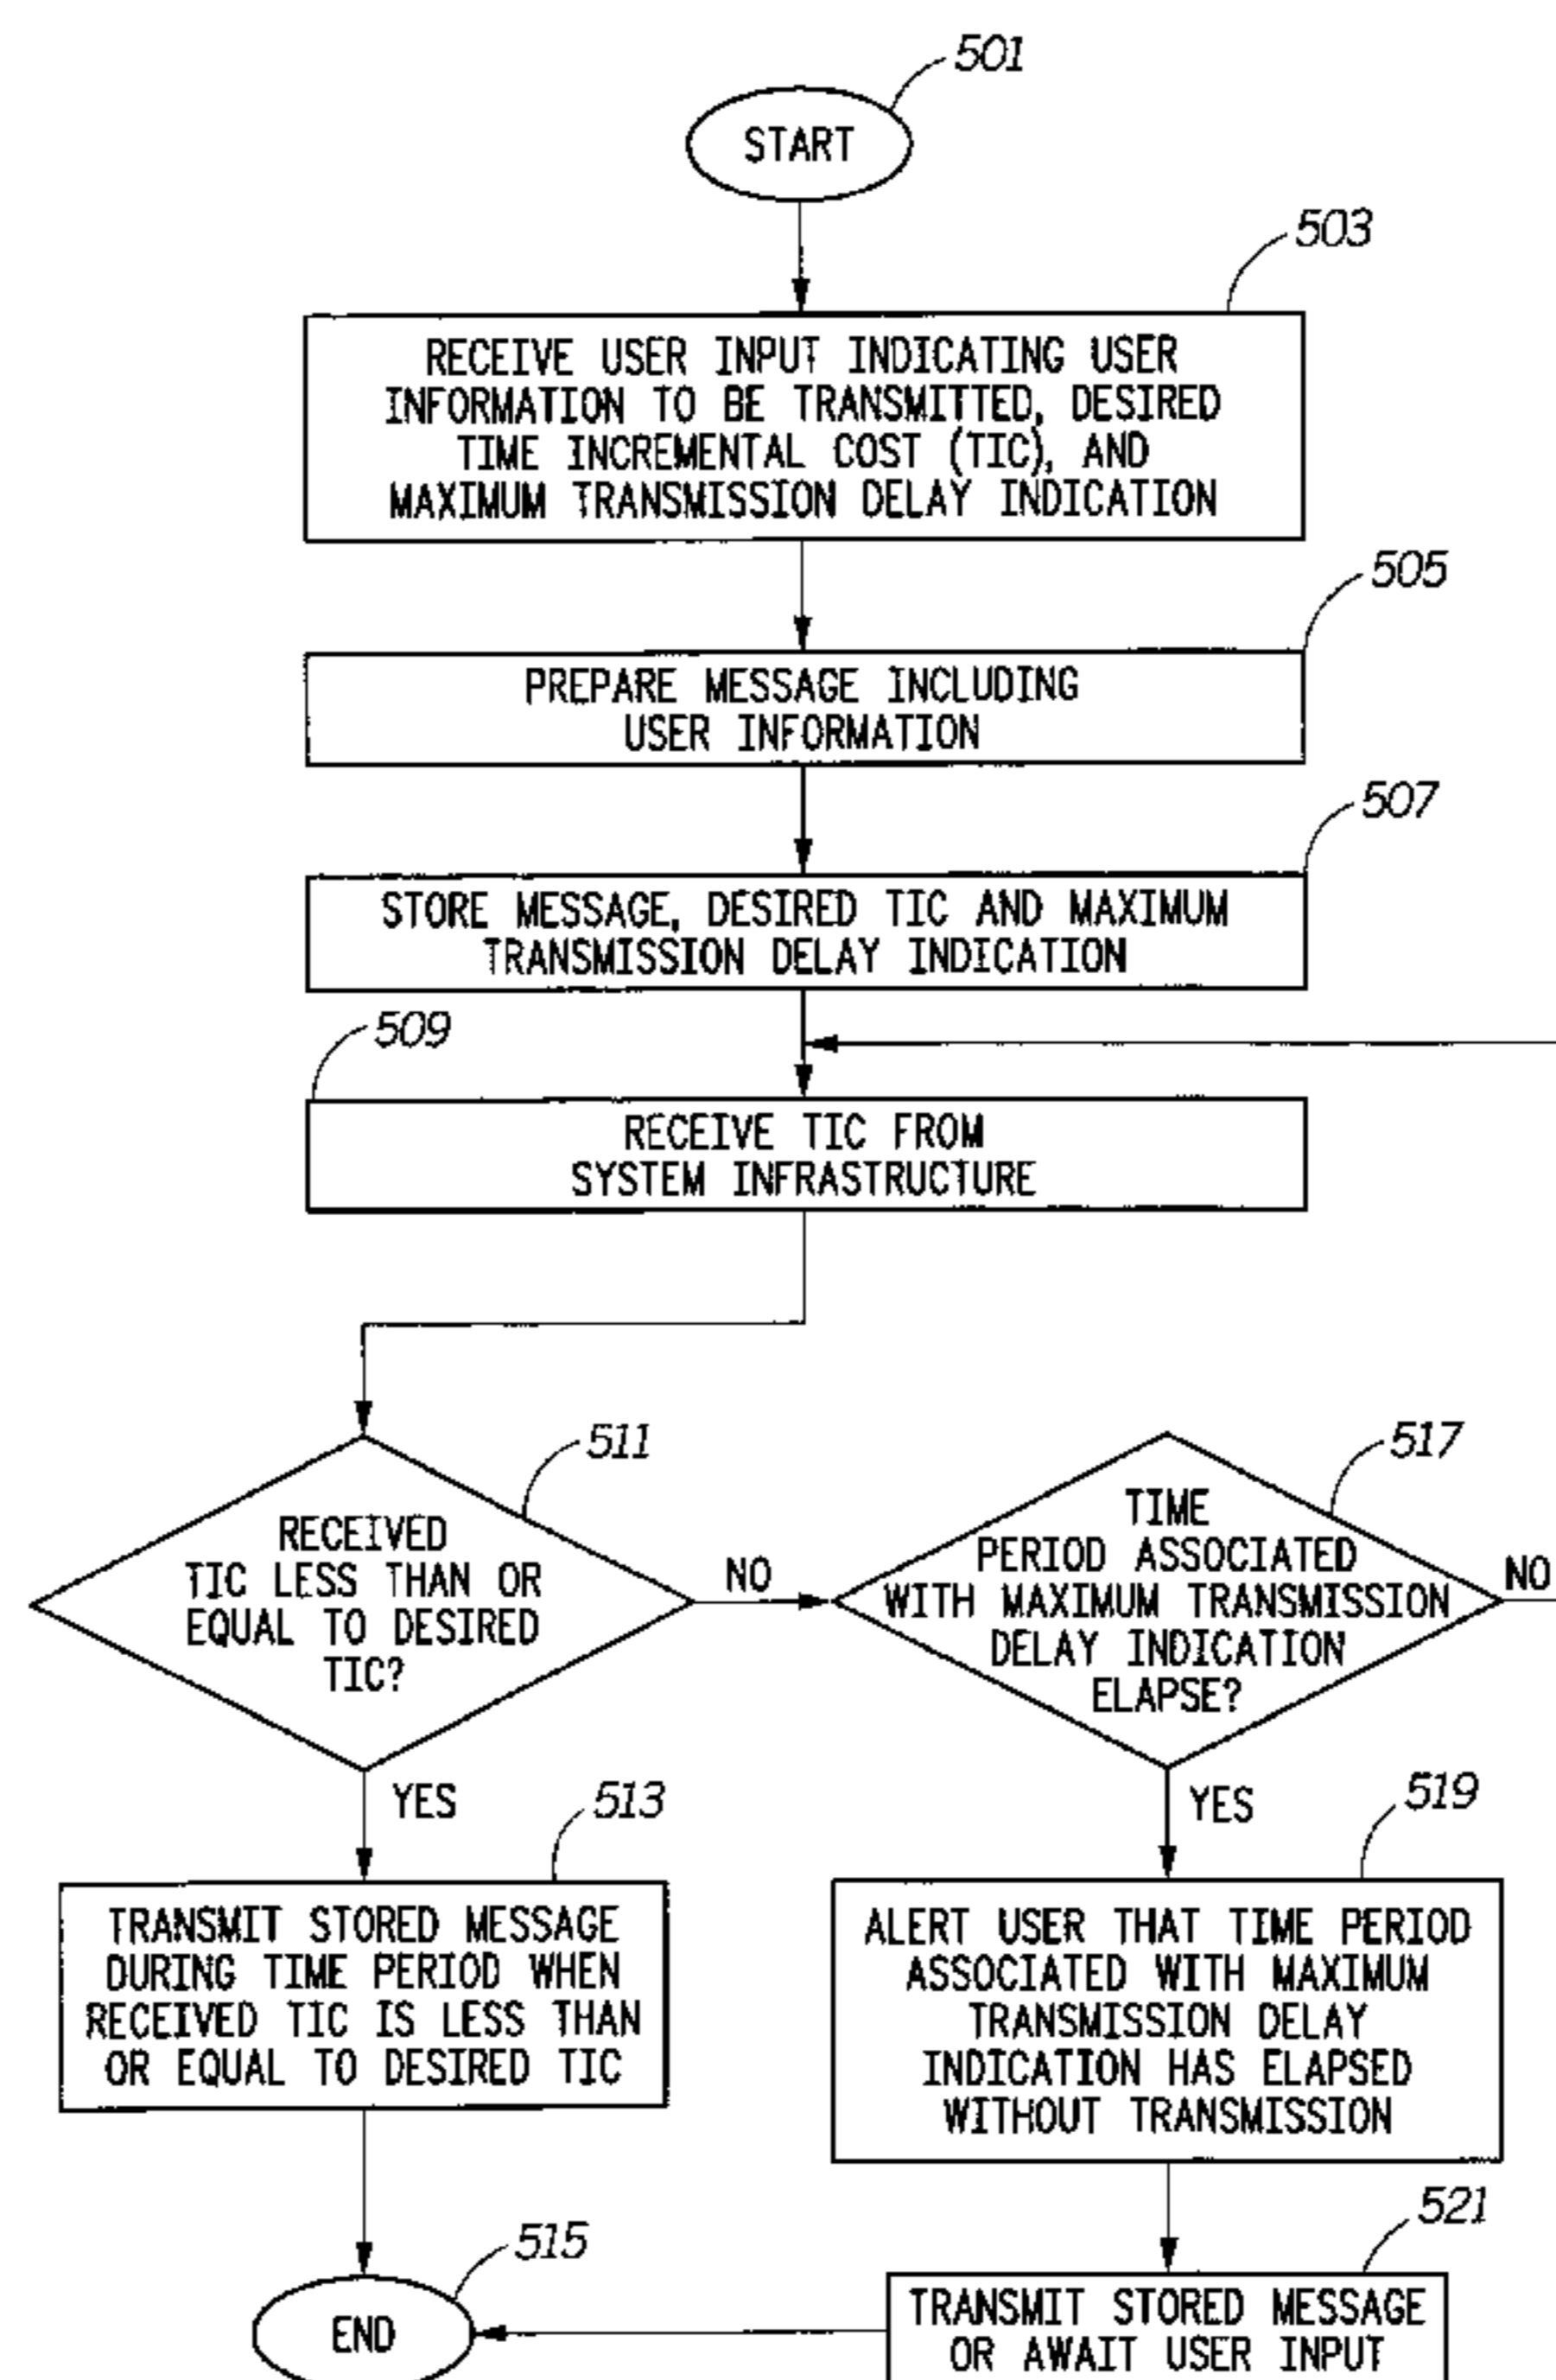 501
START
503
RECEIVE USER INPUT INDICATING USER
INFORMATION TO BE TRANSMITTED, DESIRED
TIME INCREMENTAL COST (TIC), AND
MAXIMUM TRANSMISSION DELAY INDICATION
505
PREPARE MESSAGE INCLUDING
USER INFORMATION
507
STORE MESSAGE, DESIRED TIC AND MAXIMUM
TRANSMISSION DELAY INDICATION
509
RECEIVE TIC FROM
SYSTEM INFRASTRUCTURE
511
RECEIVED
TIC LESS THAN OR
EQUAL TO DESIRED
TIC?
NO
YES
517
TIME
PERIOD ASSOCIATED
WITH MAXIMUM TRANSMISSION
DELAY INDICATION
ELAPSE?
NO
YES
513
TRANSMIT STORED MESSAGE
DURING TIME PERIOD WHEN
RECEIVED TIC IS LESS THAN
OR EQUAL TO DESIRED TIC
519
ALERT USER THAT TIME PERIOD
ASSOCIATED WITH MAXIMUM
TRANSMISSION DELAY
INDICATION HAS ELAPSED
WITHOUT TRANSMISSION
515
END
521
TRANSMIT STORED MESSAGE
OR AWAIT USER INPUT